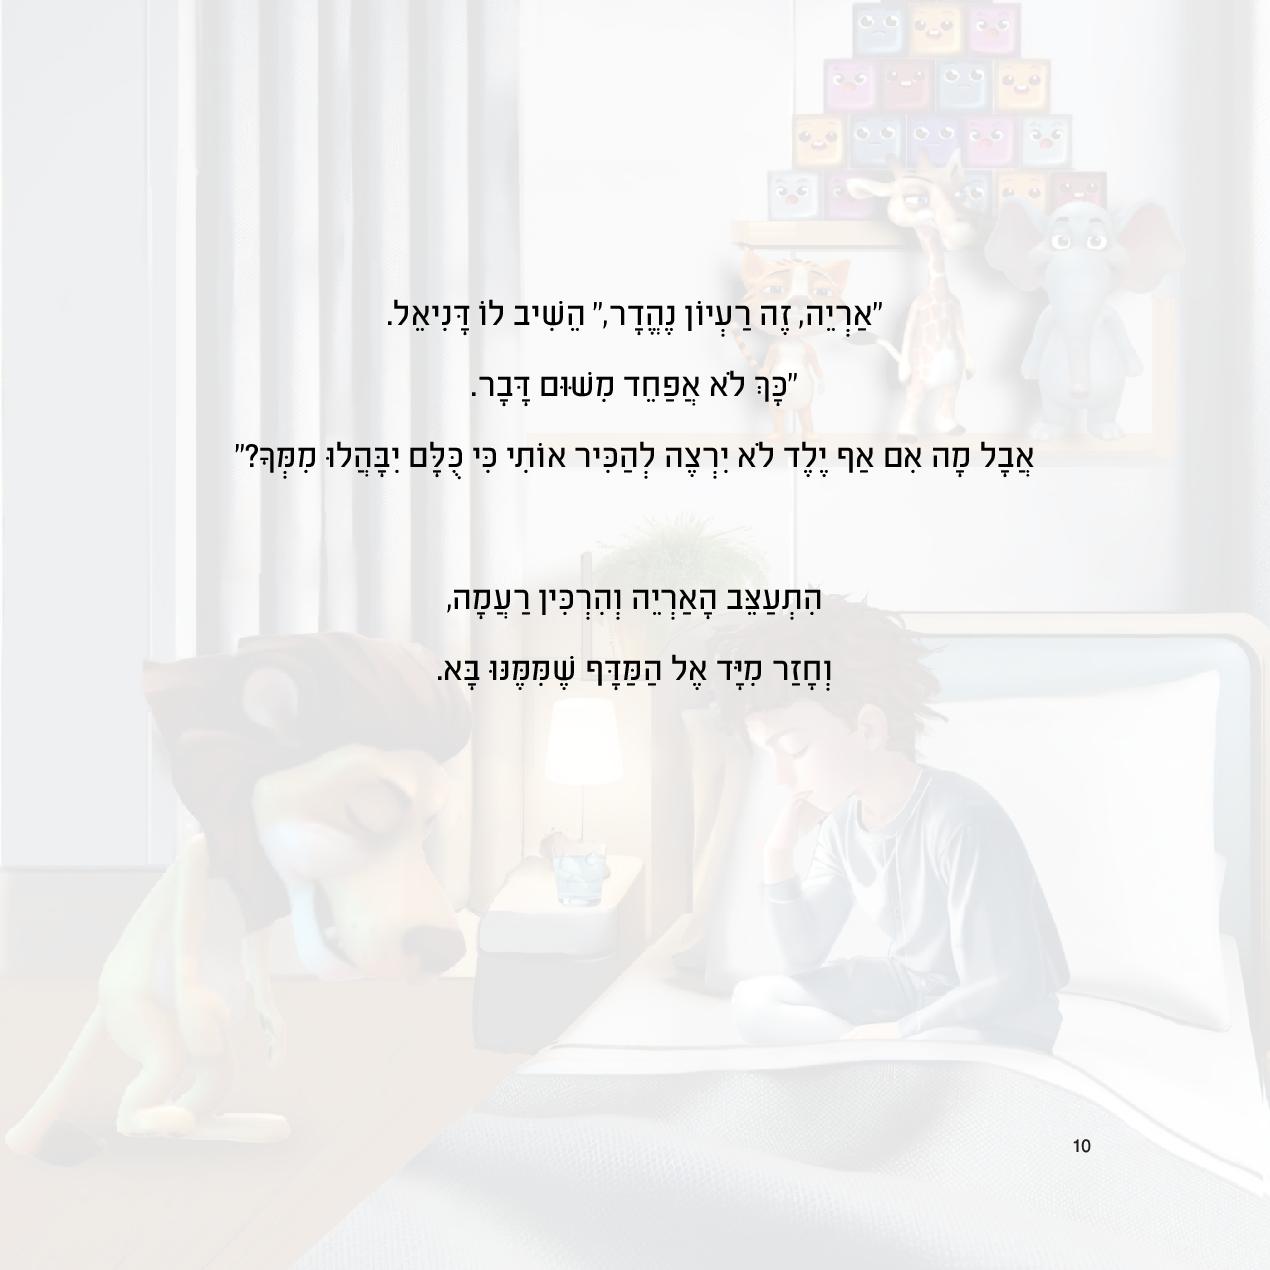 "אַרְיֵה, זֶה רַעְיוֹן נֶהֱדָר," הֵשִׁיב לוֹ דָּנִיאֵל.
"כָּךְ לֹא אֲפַחֵד מִשּׁוּם דָּבָר.
אֲבָל מָה אִם אַף יֶלֶד לֹא יִרְצֶה לְהַכִּיר אוֹתִי כִּי כֻּלָּם יִבָּהֲלוּ מִמְּךָ?"
הִתְעַצֵּב הָאַרְיֵה וְהִרְכִּין רַעֲמָה,
וְחָזַר מִיָּד אֶל הַמַּדָּף שֶׁמִּמֶּנּוּ בָּא.
10